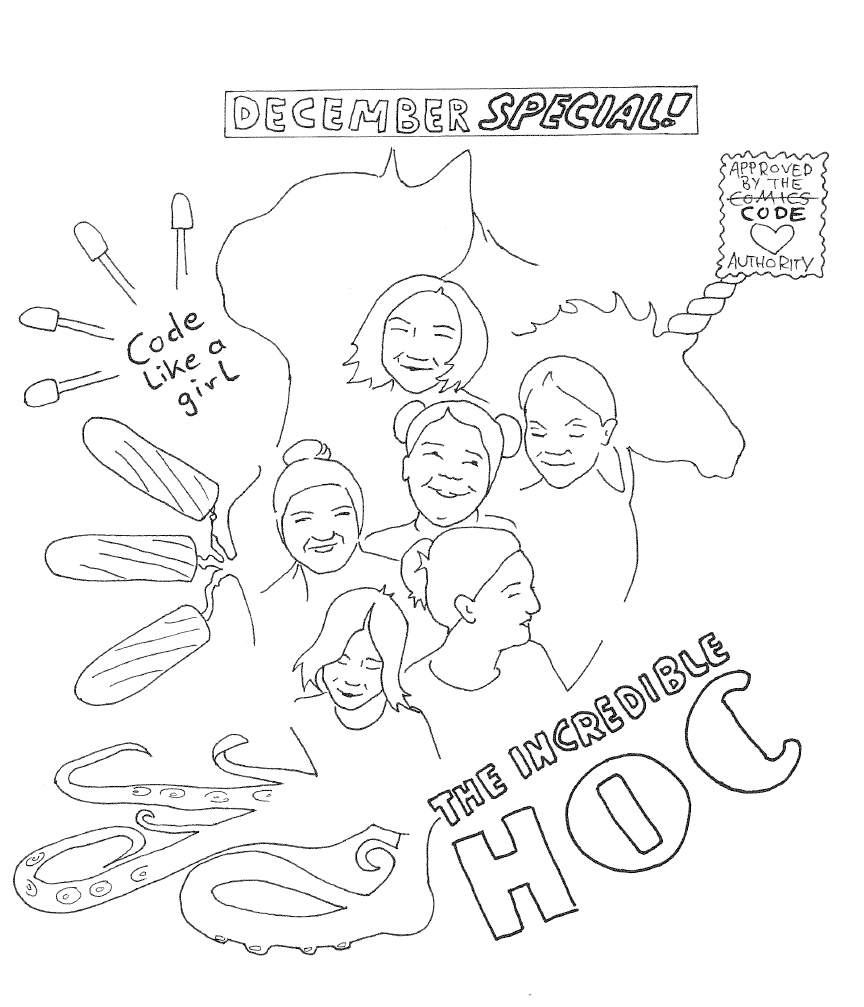 DECEMBER SPECIAL!
APPROVED
BY THE
COMICS
CODE
AUTHORITY
Code
like a
girl
THE INCREDIBLE
HOC